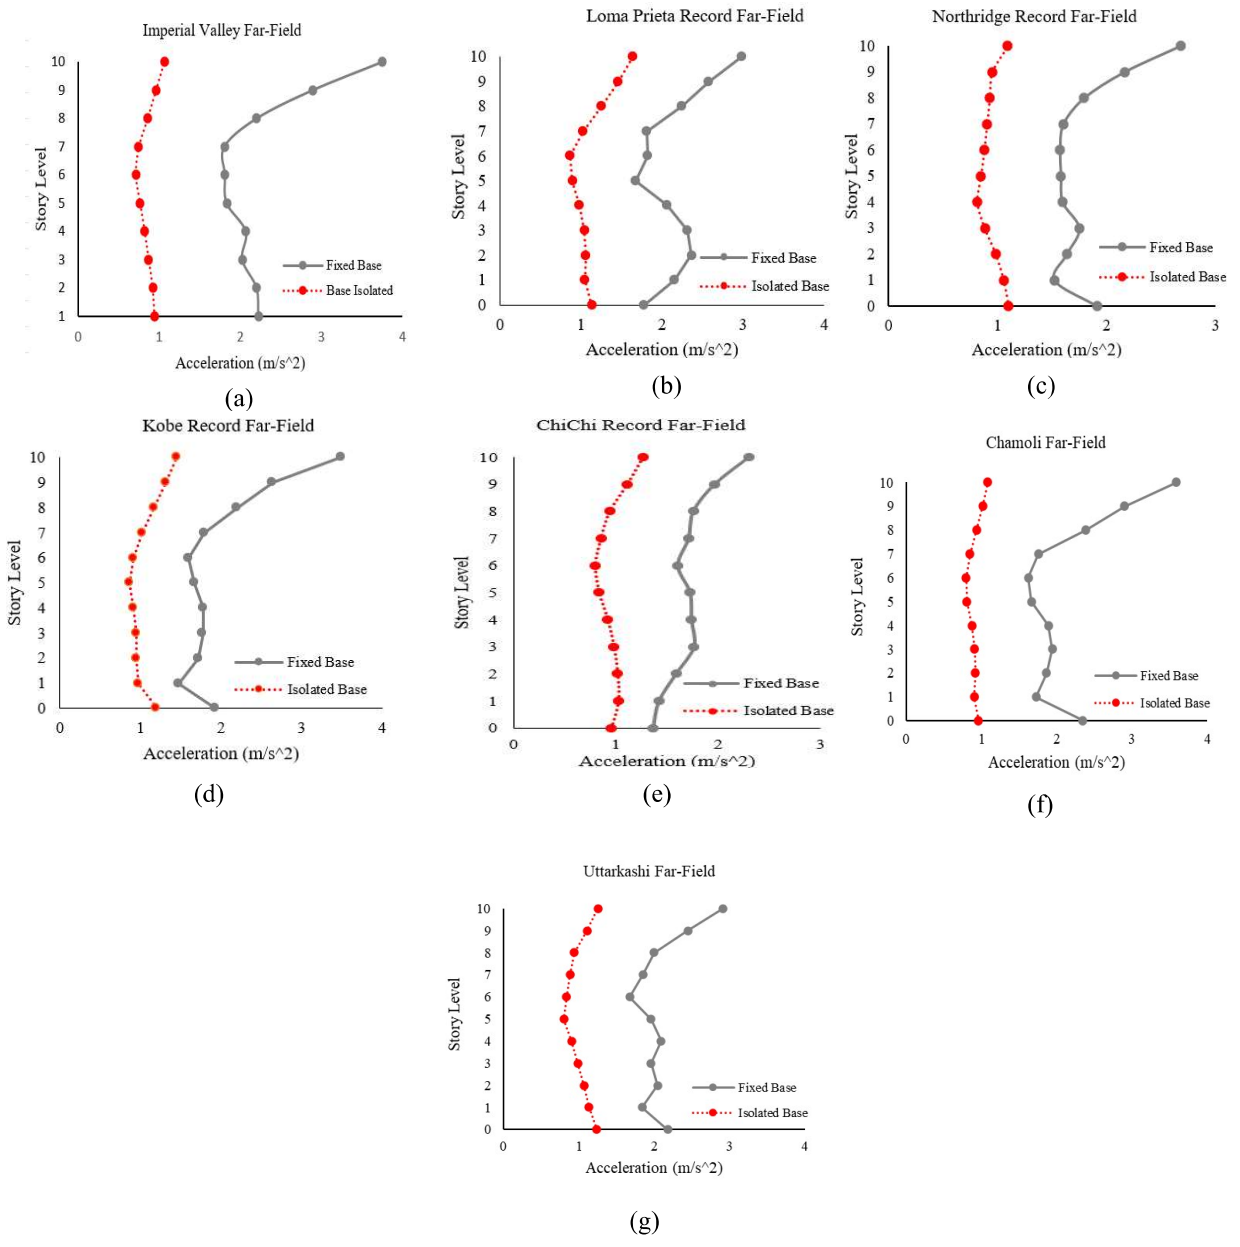 Imperial Valley Far-Field
10
9
8
7
6
5
4
3
2
1
Story Level
Fixed Base
Base Isolated
0 1 2 3 4
Acceleration (m/s^2)
(a)
Loma Prieta Record Far-Field
10
9
8
7
6
5
4
3
2
1
0
Story Level
Fixed Base
Isolated Base
0 1 2 3 4
Acceleration (m/s^2)
(b)
Northridge Record Far-Field
10
9
8
7
6
5
4
3
2
1
0
Story Level
Fixed Base
Isolated Base
0 1 2 3
Acceleration (m/s^2)
(c)
Kobe Record Far-Field
10
9
8
7
6
5
4
3
2
1
0
Story Level
Fixed Base
Isolated Base
0 1 2 3 4
Acceleration (m/s^2)
(d)
ChiChi Record Far-Field
10
9
8
7
6
5
4
3
2
1
0
Story Level
Fixed Base
Isolated Base
0 1 2 3
Acceleration (m/s^2)
(e)
Chamoli Far-Field
10
9
8
7
6
5
4
3
2
1
0
Story Level
Fixed Base
Isolated Base
0 1 2 3 4
Acceleration (m/s^2)
(f)
Uttarkashi Far-Field
10
9
8
7
6
5
4
3
2
1
0
Story Level
Fixed Base
Isolated Base
0 1 2 3 4
Acceleration (m/s^2)
(g)